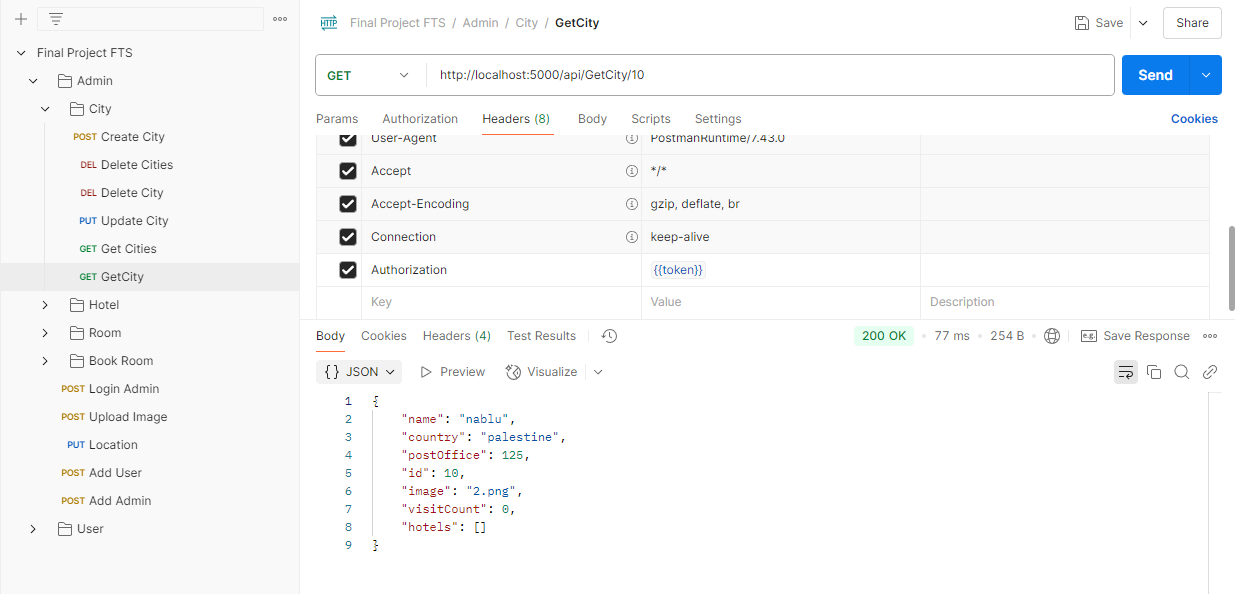 Final Project FTS
Admin
City
POST Create City
DEL Delete Cities
DEL Delete City
PUT Update City
GET Get Cities
GET GetCity
Hotel
Room
Book Room
POST Login Admin
POST Upload Image
PUT Location
POST Add User
POST Add Admin
User
HTTP Final Project FTS / Admin / City / GetCity
Save
Share
GET http://localhost:5000/api/GetCity/10
Send
Params Authorization Headers (8) Body Scripts Settings
Cookies
User-Agent PostmanRuntime/7.43.0
Accept */*
Accept-Encoding gzip, deflate, br
Connection keep-alive
Authorization {{token}}
Key Value Description
Body Cookies Headers (4) Test Results
200 OK • 77 ms • 254 B
e.g. Save Response
{} JSON Preview Visualize
1 {
2 "name": "nablu",
3 "country": "palestine",
4 "postOffice": 125,
5 "id": 10,
6 "image": "2.png",
7 "visitCount": 0,
8 "hotels": []
9 }